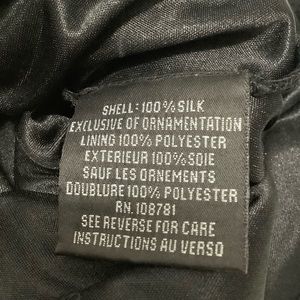 SHELL: 100% SILK
EXCLUSIVE OF ORNAMENTATION
LINING 100% POLYESTER
EXTERIEUR 100% SOIE
SAUF LES ORNEMENTS
DOUBLURE 100% POLYESTER
RN. 108781
SEE REVERSE FOR CARE
INSTRUCTIONS AU VERSO